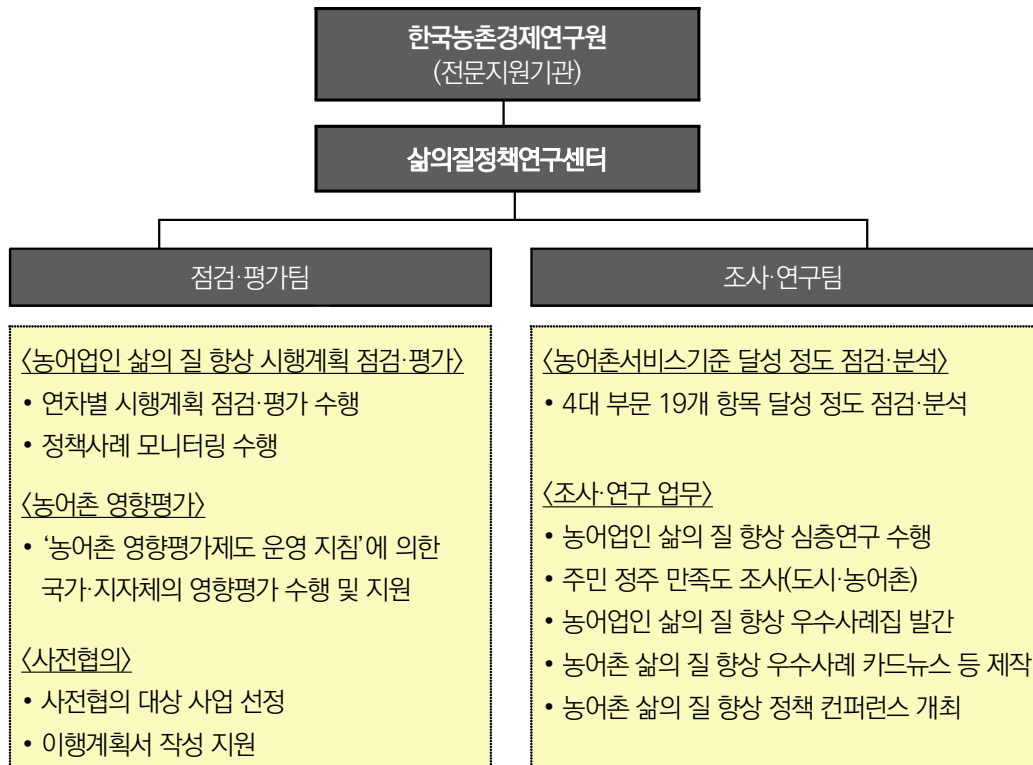 한국농촌경제연구원
(전문지원기관)
삶의질정책연구센터
점검·평가팀
〈농어업인 삶의 질 향상 시행계획 점검·평가〉
• 연차별 시행계획 점검·평가 수행
• 정책사례 모니터링 수행
〈농어촌 영향평가〉
• ‘농어촌 영향평가제도 운영 지침’에 의한
국가·지자체의 영향평가 수행 및 지원
〈사전협의〉
• 사전협의 대상 사업 선정
• 이행계획서 작성 지원
조사·연구팀
〈농어촌서비스기준 달성 정도 점검·분석〉
• 4대 부문 19개 항목 달성 정도 점검·분석
〈조사·연구 업무〉
• 농어업인 삶의 질 향상 심층연구 수행
• 주민 정주 만족도 조사(도시·농어촌)
• 농어업인 삶의 질 향상 우수사례집 발간
• 농어촌 삶의 질 향상 우수사례 카드뉴스 등 제작
• 농어촌 삶의 질 향상 정책 컨퍼런스 개최